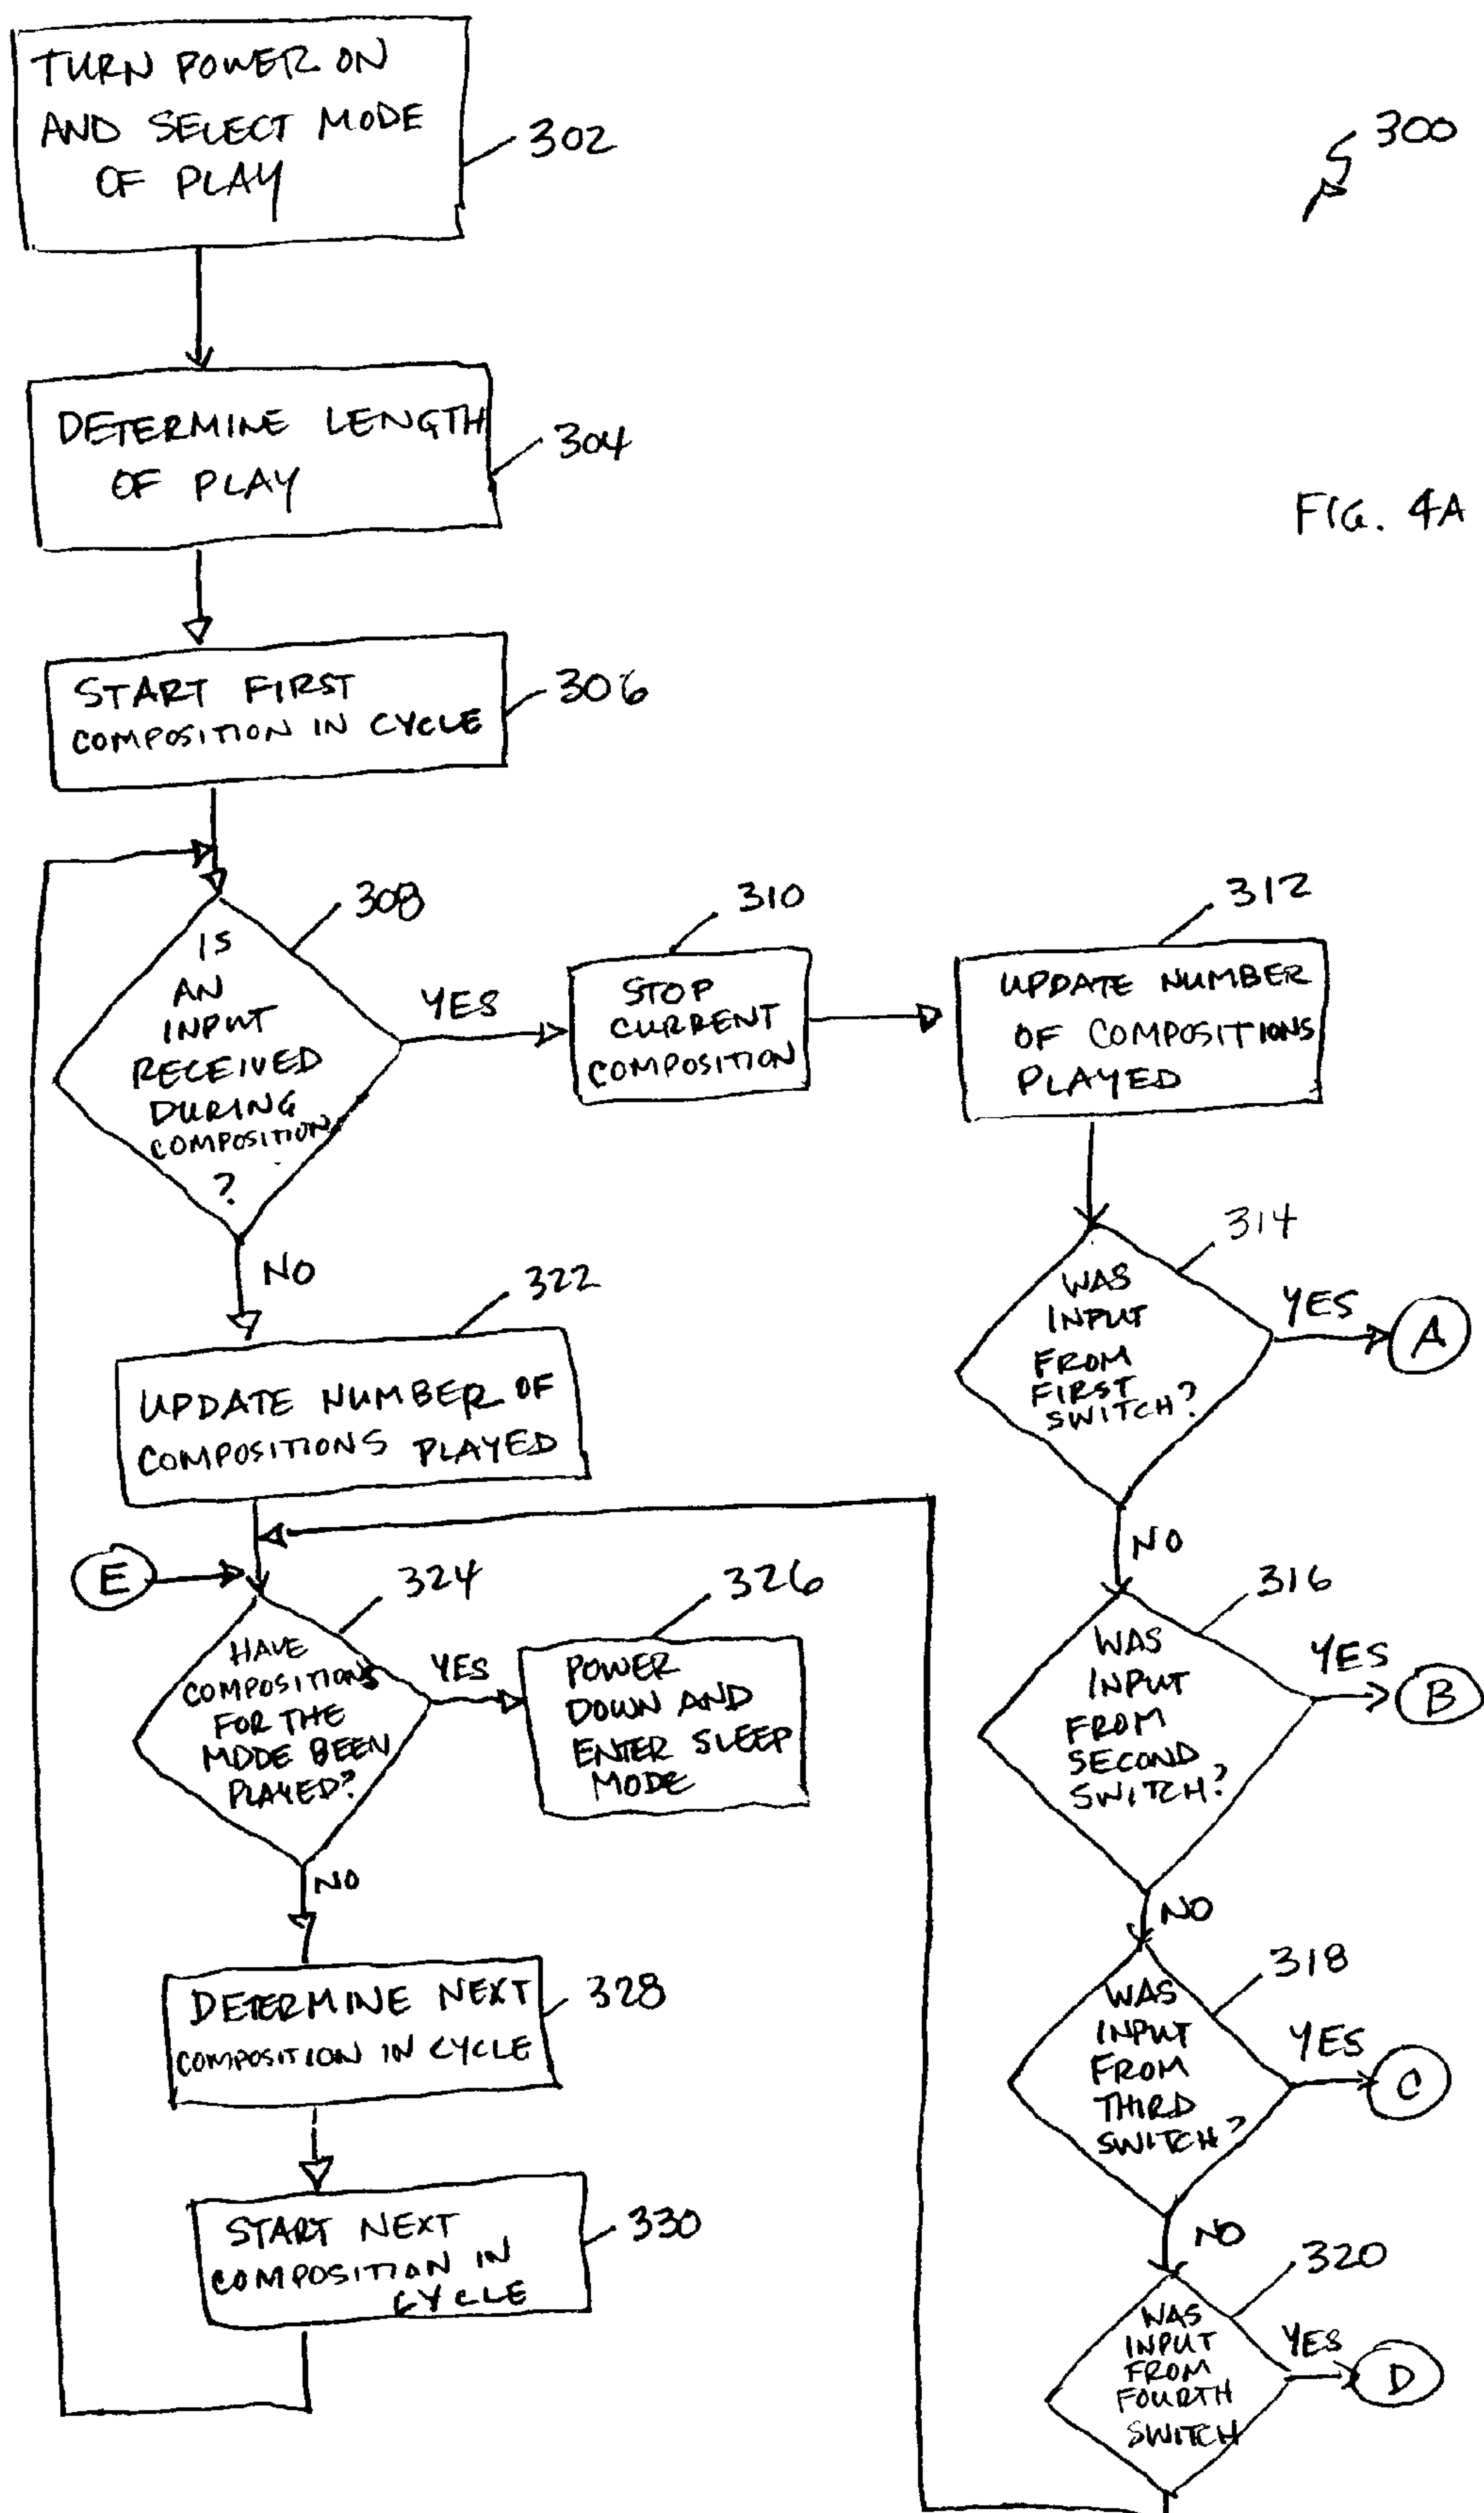 TURN POWER ON
AND SELECT MODE
OF PLAY
302
300
DETERMINE LENGTH
OF PLAY
304
FIG. 4A
START FIRST
COMPOSITION IN CYCLE
306
IS
AN
INPUT
RECEIVED
DURING
COMPOSITION
?
308
YES
NO
310
STOP
CURRENT
COMPOSITION
312
UPDATE NUMBER
OF COMPOSITIONS
PLAYED
314
WAS
INPUT
FROM
FIRST
SWITCH?
YES
A
NO
322
UPDATE NUMBER OF
COMPOSITIONS PLAYED
E
324
HAVE
COMPOSITIONS
FOR THE
MODE BEEN
PLAYED?
YES
NO
326
POWER
DOWN AND
ENTER SLEEP
MODE
316
WAS
INPUT
FROM
SECOND
SWITCH?
YES
B
NO
DETERMINE NEXT
COMPOSITION IN CYCLE
328
318
WAS
INPUT
FROM
THIRD
SWITCH?
YES
C
NO
START NEXT
COMPOSITION IN
CYCLE
330
320
WAS
INPUT
FROM
FOURTH
SWITCH
YES
D